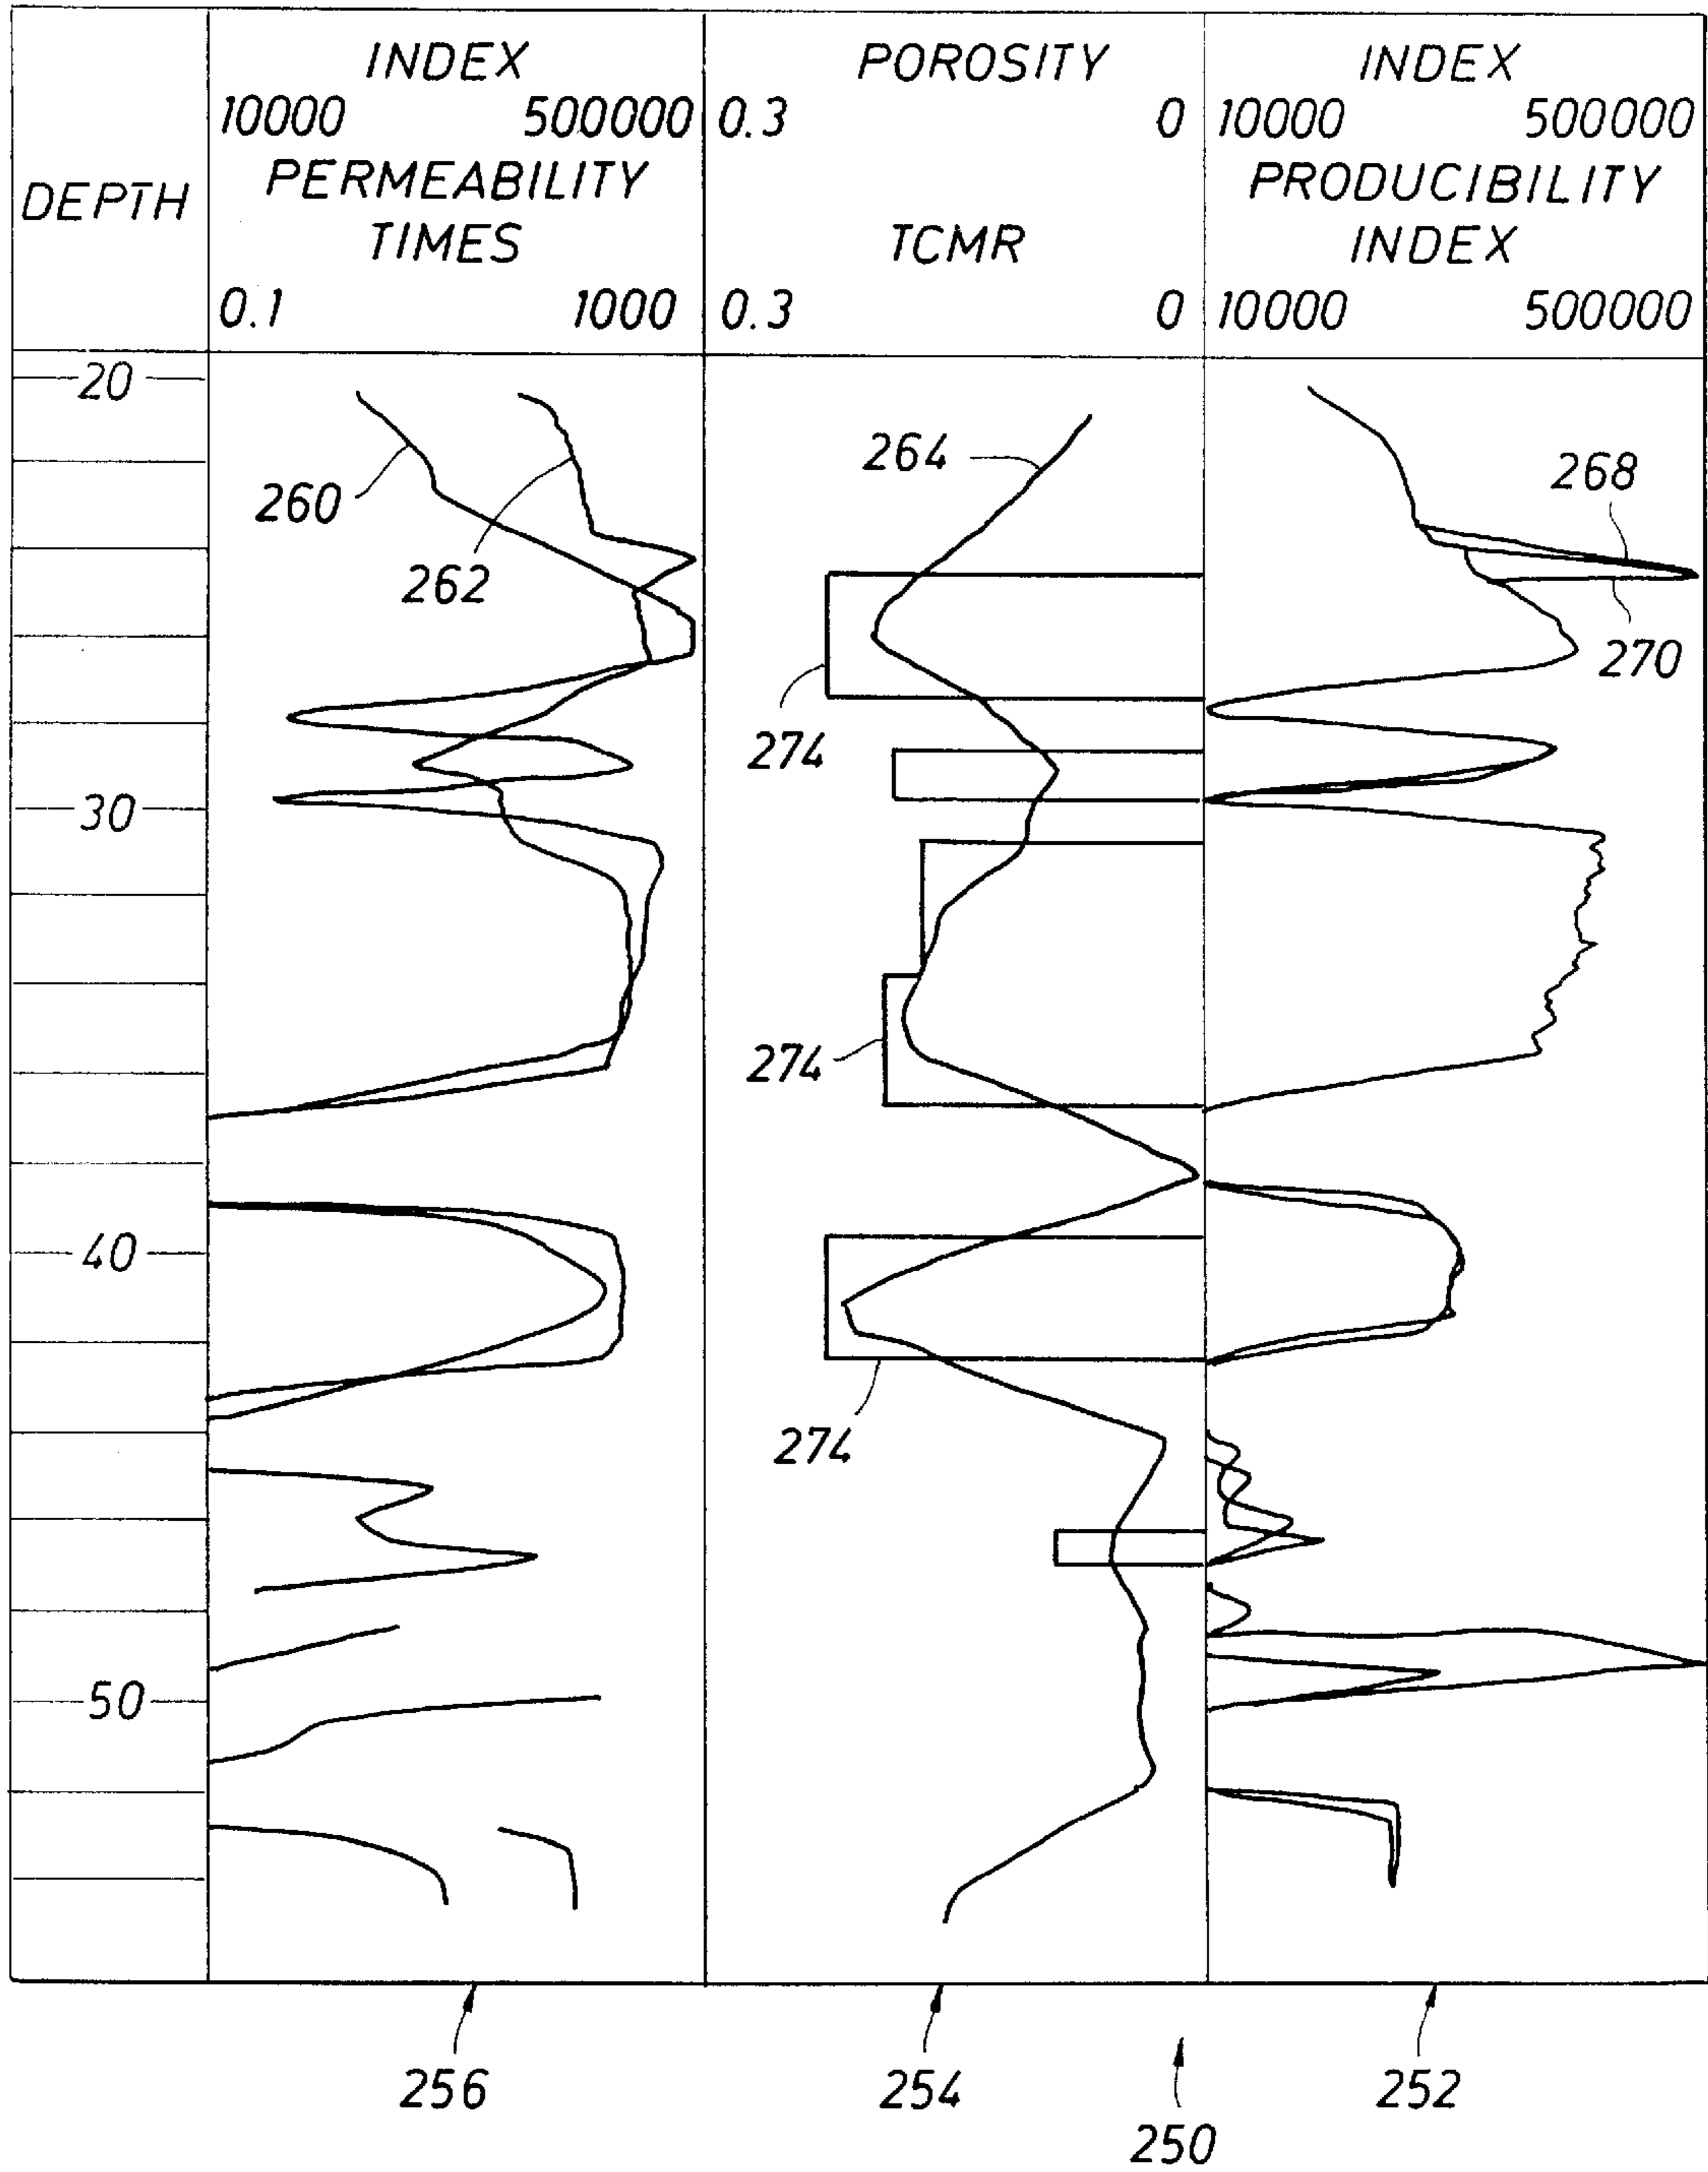 INDEX
10000 500000
PERMEABILITY
TIMES
0.1 1000
DEPTH
POROSITY
0.3 0
TCMR
0.3 0
INDEX
10000 500000
PRODUCIBILITY
INDEX
10000 500000
20
30
40
50
260
262
264
268
270
274
274
274
256
254
250
252